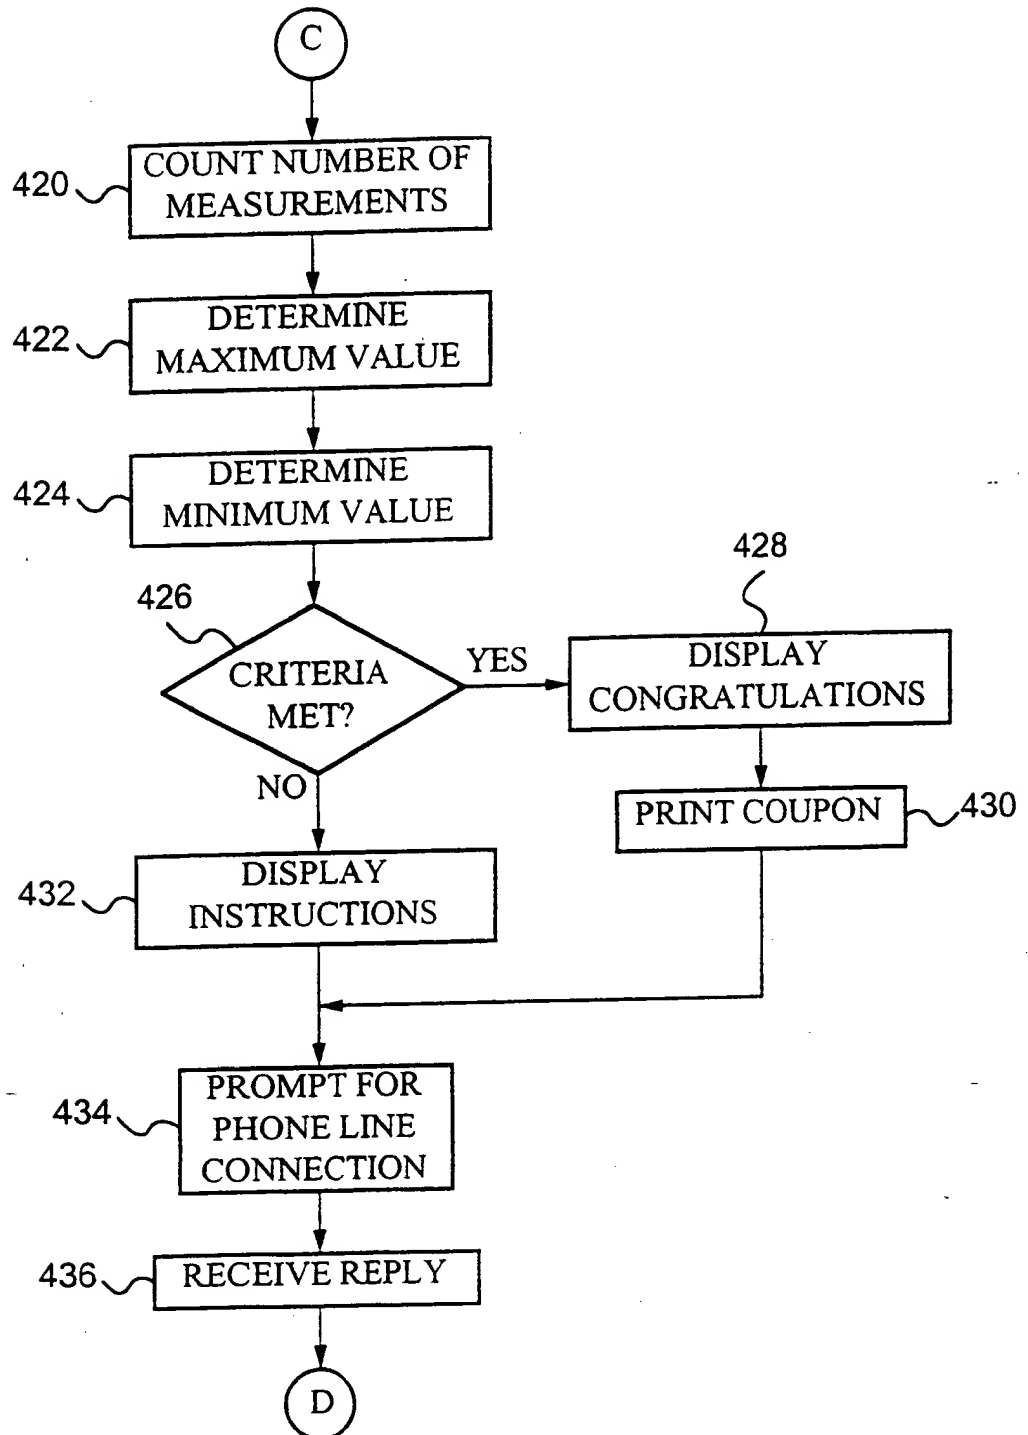 C
420
COUNT NUMBER OF
MEASUREMENTS
422
DETERMINE
MAXIMUM VALUE
424
DETERMINE
MINIMUM VALUE
426
CRITERIA
MET?
YES
428
DISPLAY
CONGRATULATIONS
NO
PRINT COUPON
430
432
DISPLAY
INSTRUCTIONS
434
PROMPT FOR
PHONE LINE
CONNECTION
436
RECEIVE REPLY
D